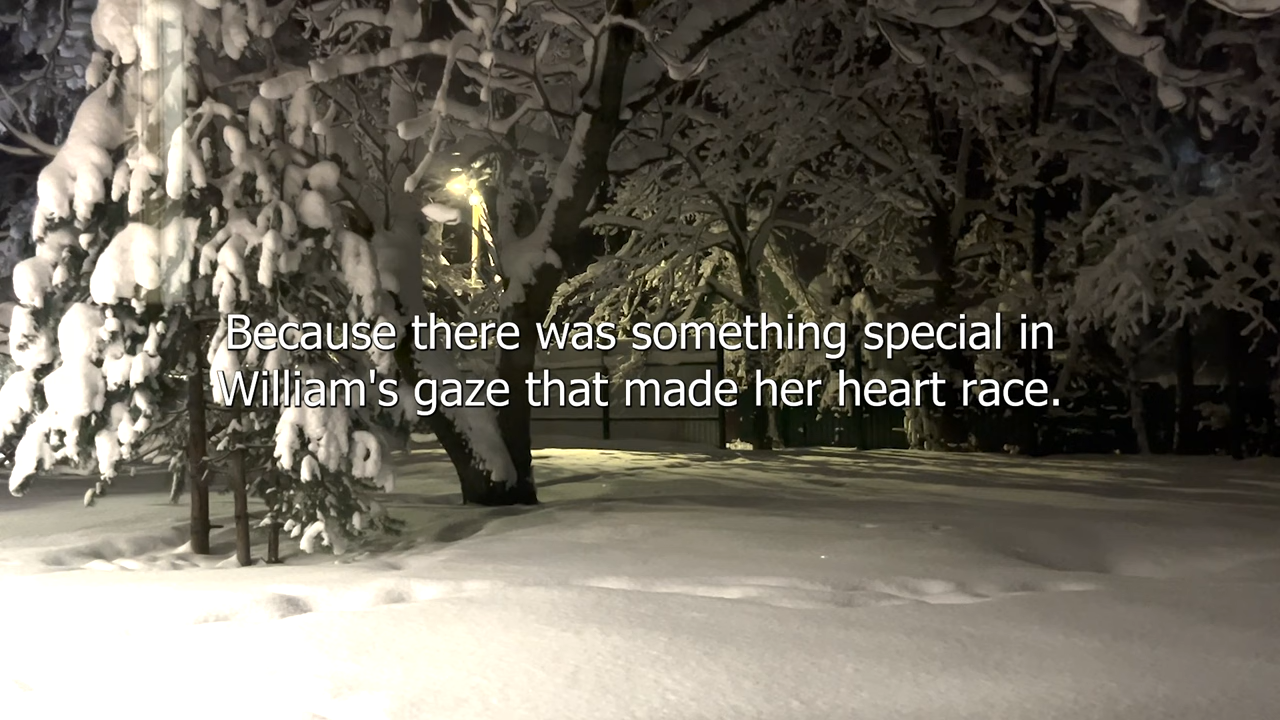 Because there was something special in
William's gaze that made her heart race.